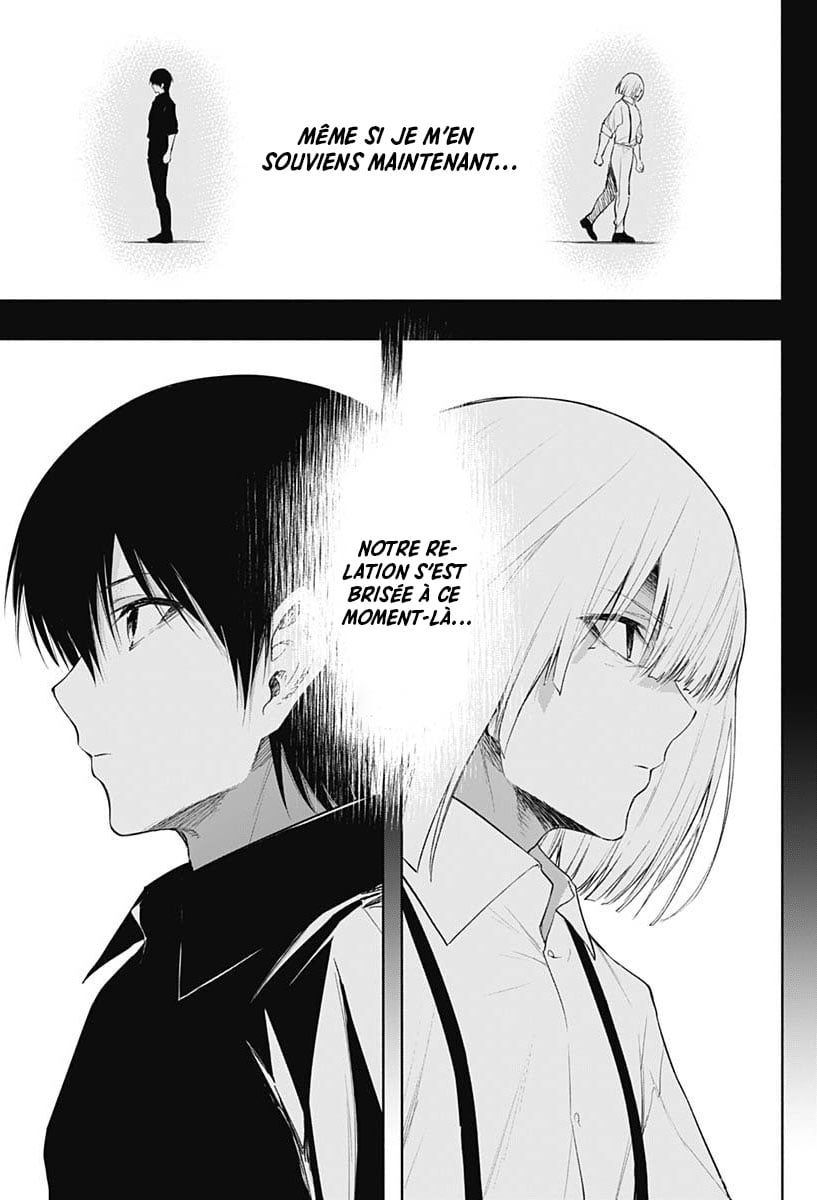 MÊME SI JE M'EN
SOUVIENS MAINTENANT...
NOTRE RE-
LATION S'EST
BRISÉE À CE
MOMENT-LÀ...